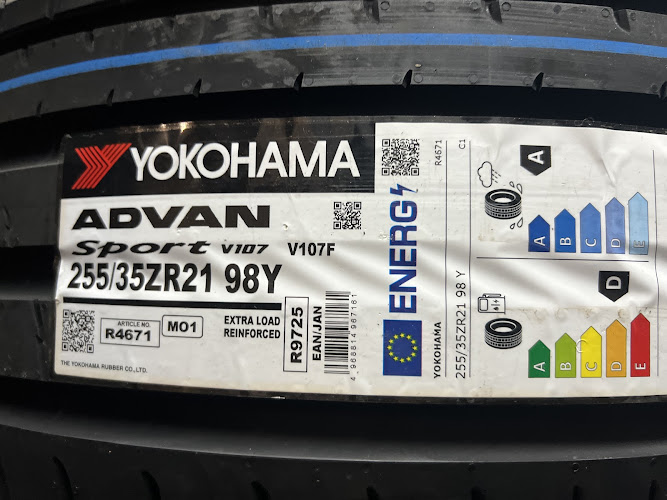 YOKOHAMA
ADVAN
Sport V107 V107F
255/35ZR21 98Y
ARTICLE NO.
R4671
MO1
EXTRA LOAD
REINFORCED
THE YOKOHAMA RUBBER CO.,LTD.
R9725
EAN/JAN
4 968814 967161
ENERG
YOKOHAMA
255/35ZR21 98 Y
R4671
C1
A
A
B
C
D
E
D
A
B
C
D
E